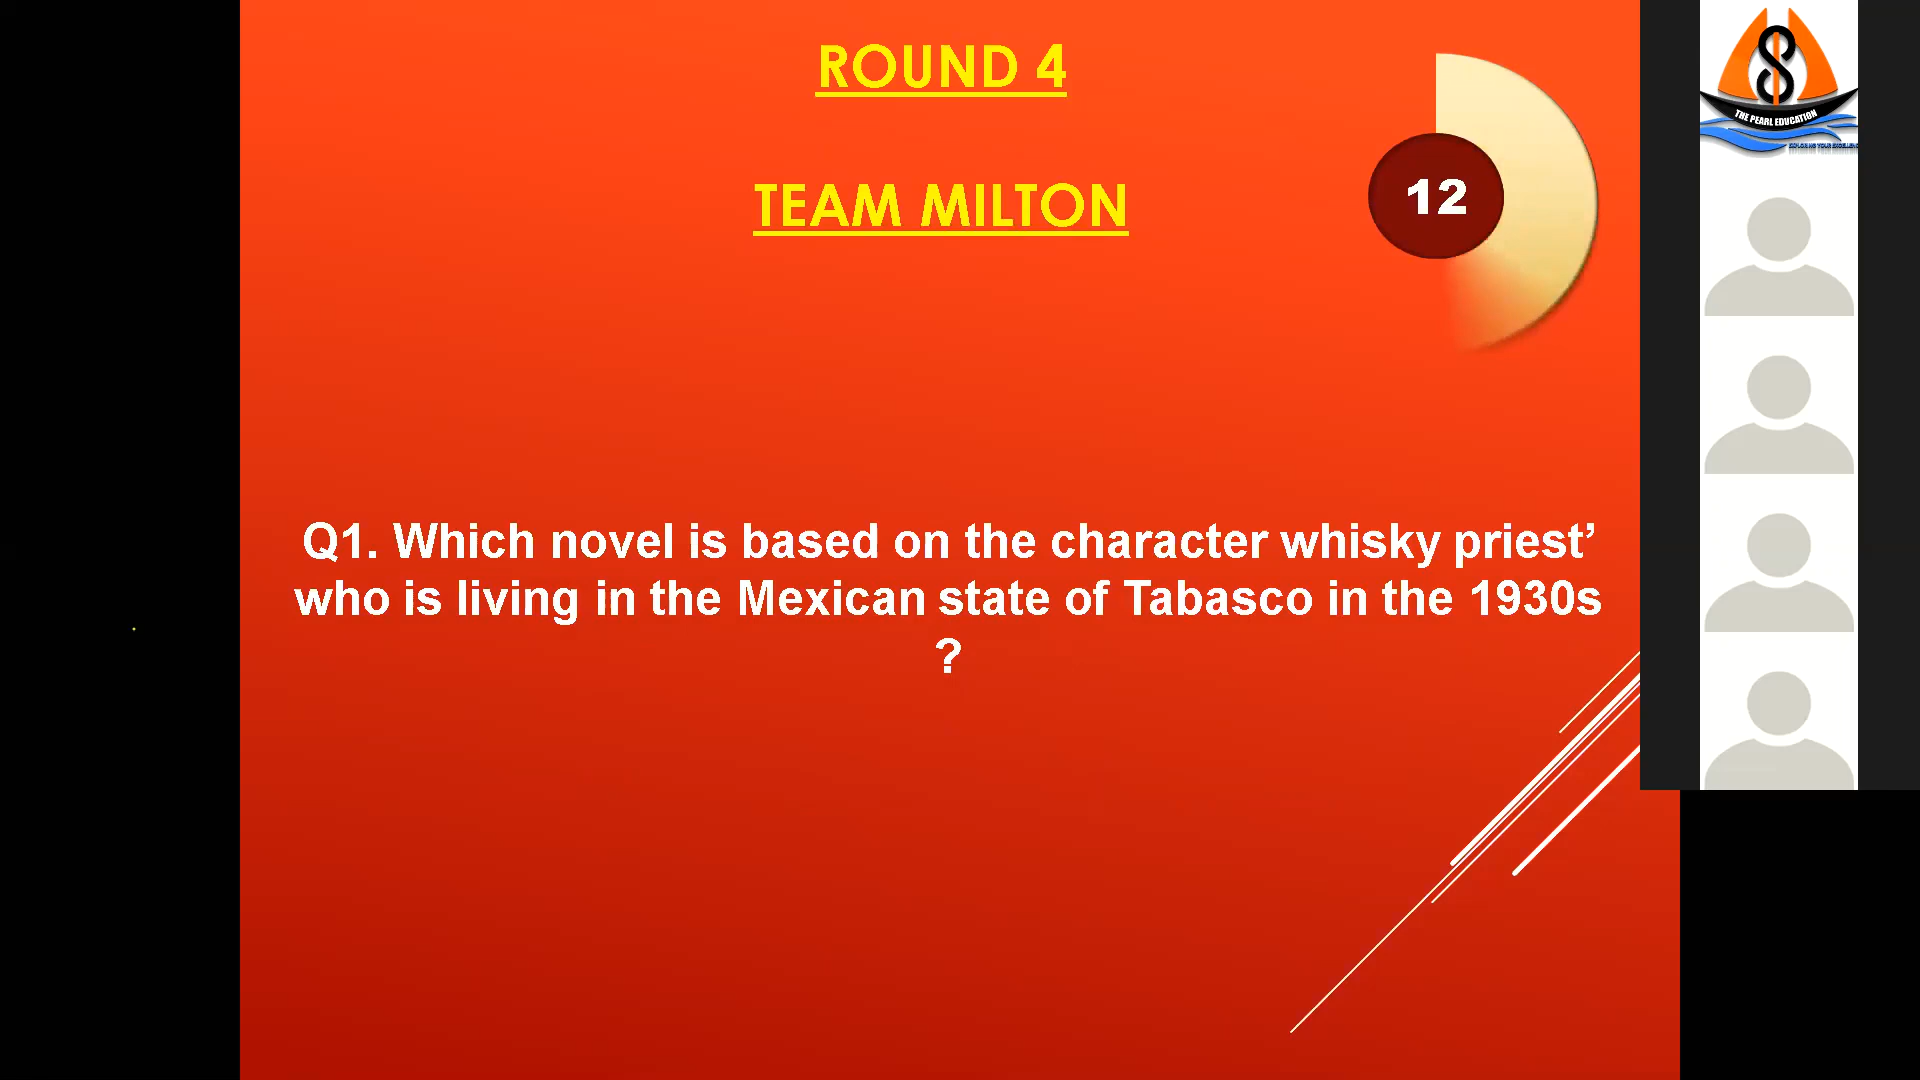 ROUND 4
TEAM MILTON
12
THE PEARL EDUCATION
Q1. Which novel is based on the character whisky priest’
who is living in the Mexican state of Tabasco in the 1930s
?